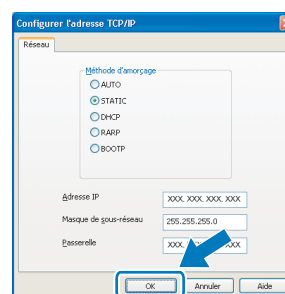 Configurer l'adresse TCP/IP
Réseau
Méthode d'amorçage
AUTO
STATIC
DHCP
RARP
BOOTP
Adresse IP XXX. XXX. XXX. XXX
Masque de sous-réseau 255.255.255.0
Passerelle XXX. XXX
OK Annuler Aide